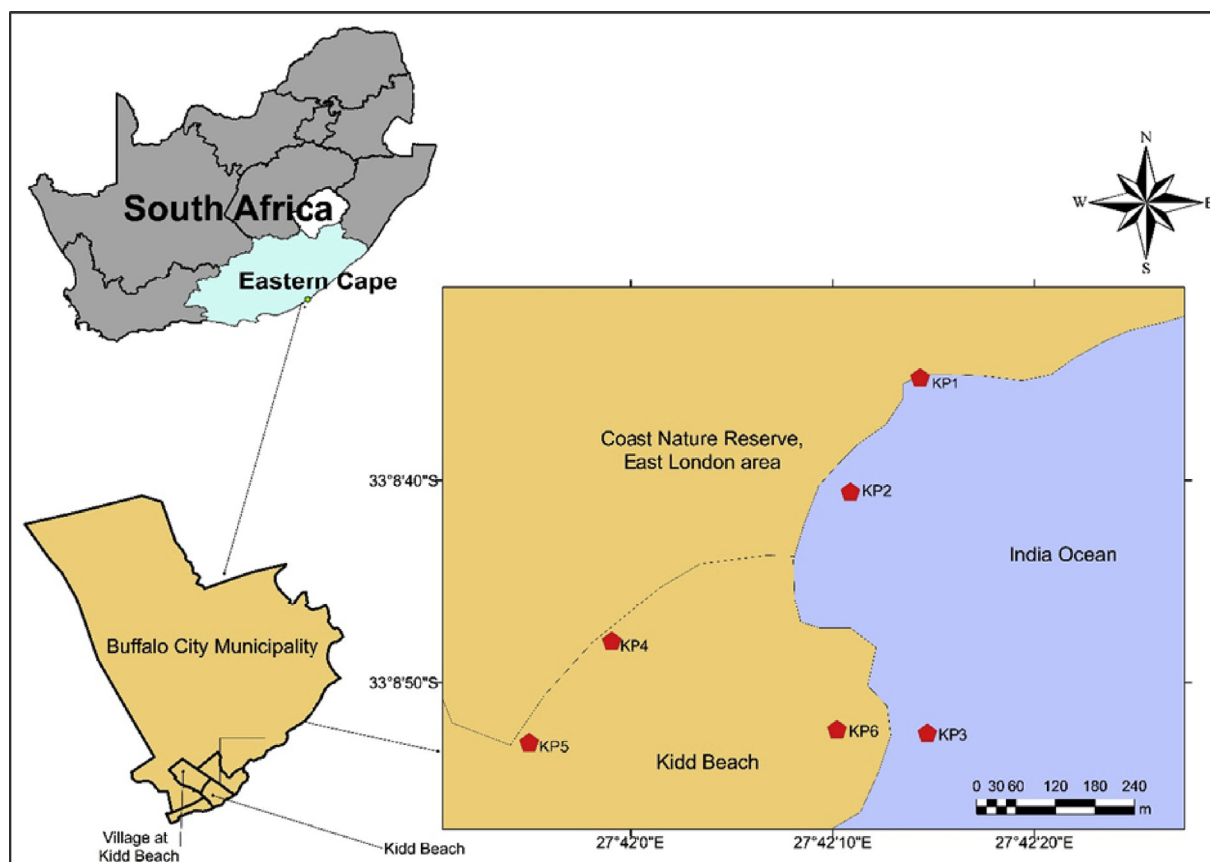 South Africa
Eastern Cape
N
W
E
S
KP1
Coast Nature Reserve,
East London area
33°8'40"S
KP2
India Ocean
Buffalo City Municipality
KP4
33°8'50"S
KP5
KP6
KP3
Kidd Beach
0 30 60 120 180 240
m
Village at
Kidd Beach
Kidd Beach
27°42'0"E
27°42'10"E
27°42'20"E